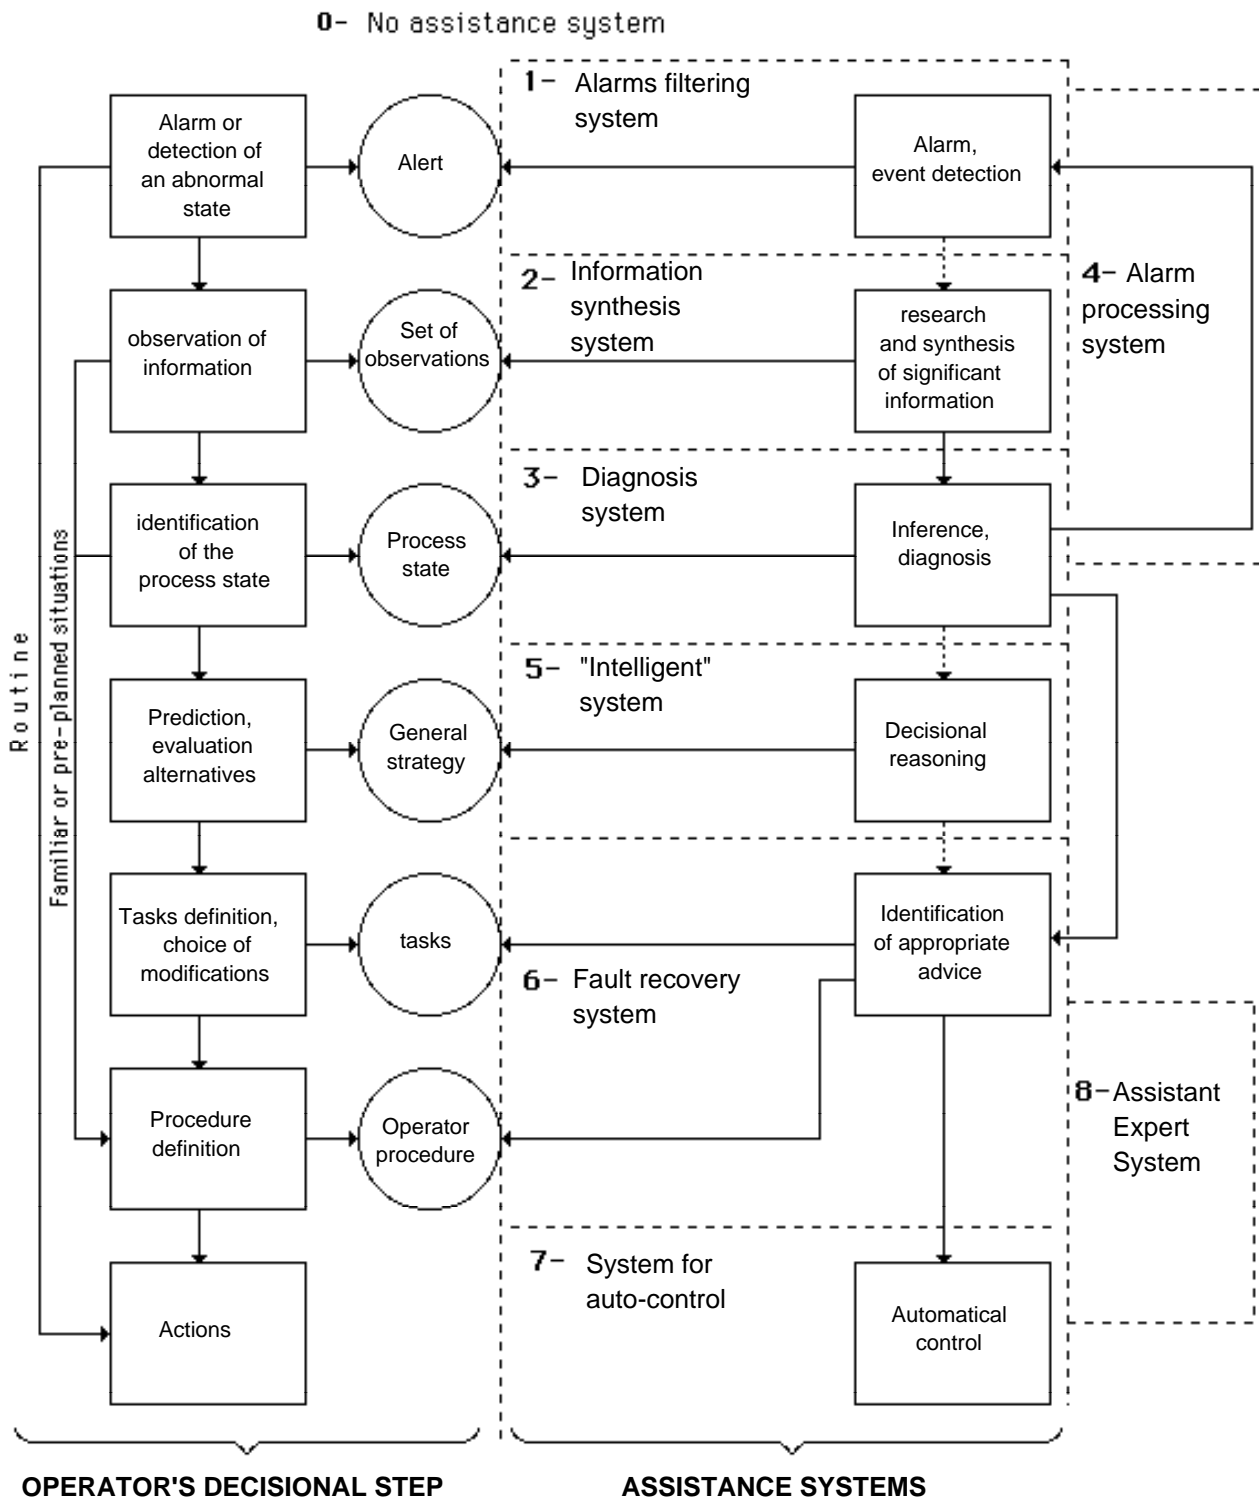 0- No assistance system
1- Alarms filtering
system
Alarm or
detection of
an abnormal
state
Alert
Alarm,
event detection
2- Information
synthesis
system
4- Alarm
processing
system
observation of
information
Set of
observations
research
and synthesis
of significant
information
3- Diagnosis
system
identification
of the
process state
Process
state
Inference,
diagnosis
Routine
Familiar or pre-planned situations
5- "Intelligent"
system
Prediction,
evaluation
alternatives
General
strategy
Decisional
reasoning
Tasks definition,
choice of
modifications
tasks
Identification
of appropriate
advice
6- Fault recovery
system
8- Assistant
Expert
System
Procedure
definition
Operator
procedure
7- System for
auto-control
Actions
Automatical
control
OPERATOR'S DECISIONAL STEP
ASSISTANCE SYSTEMS